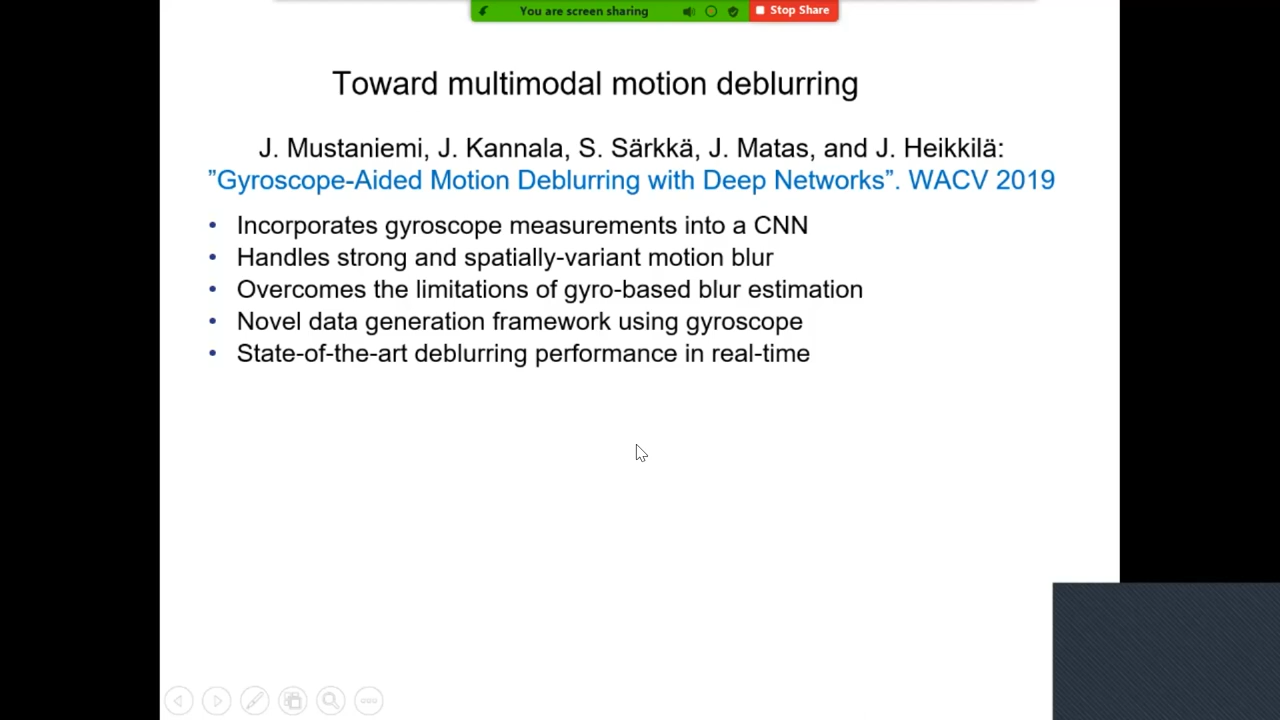 You are screen sharing
Stop Share
Toward multimodal motion deblurring
J. Mustaniemi, J. Kannala, S. Särkkä, J. Matas, and J. Heikkilä:
”Gyroscope-Aided Motion Deblurring with Deep Networks”. WACV 2019
• Incorporates gyroscope measurements into a CNN
• Handles strong and spatially-variant motion blur
• Overcomes the limitations of gyro-based blur estimation
• Novel data generation framework using gyroscope
• State-of-the-art deblurring performance in real-time